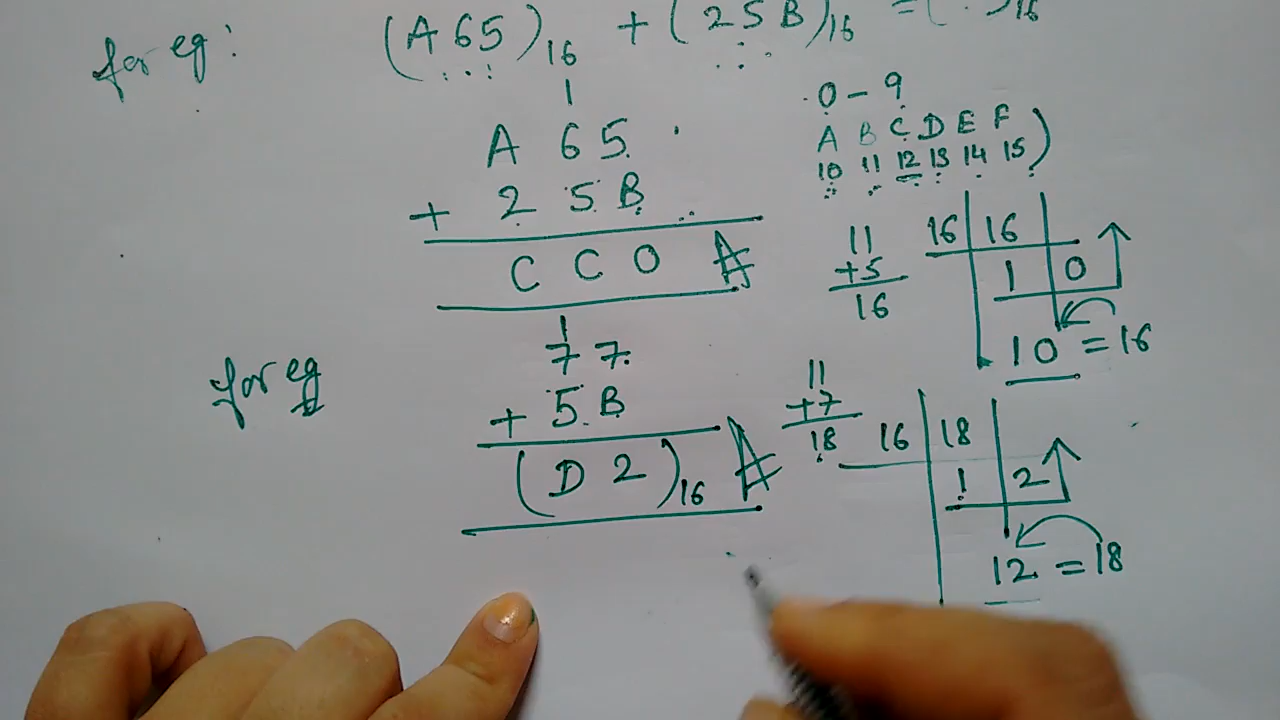 for eg: (A65)16 + (25B)16 = (.)16
1
A 6 5
+ 2 5 B
C C 0
0 - 9
A B C D E F )
10 11 12 13 14 15
11
+5
16
16 16
1 0
10 = 16
for eg
1
7 7
+ 5 B
(D 2)16
11
+7
18
16 18
1 2
12 = 18